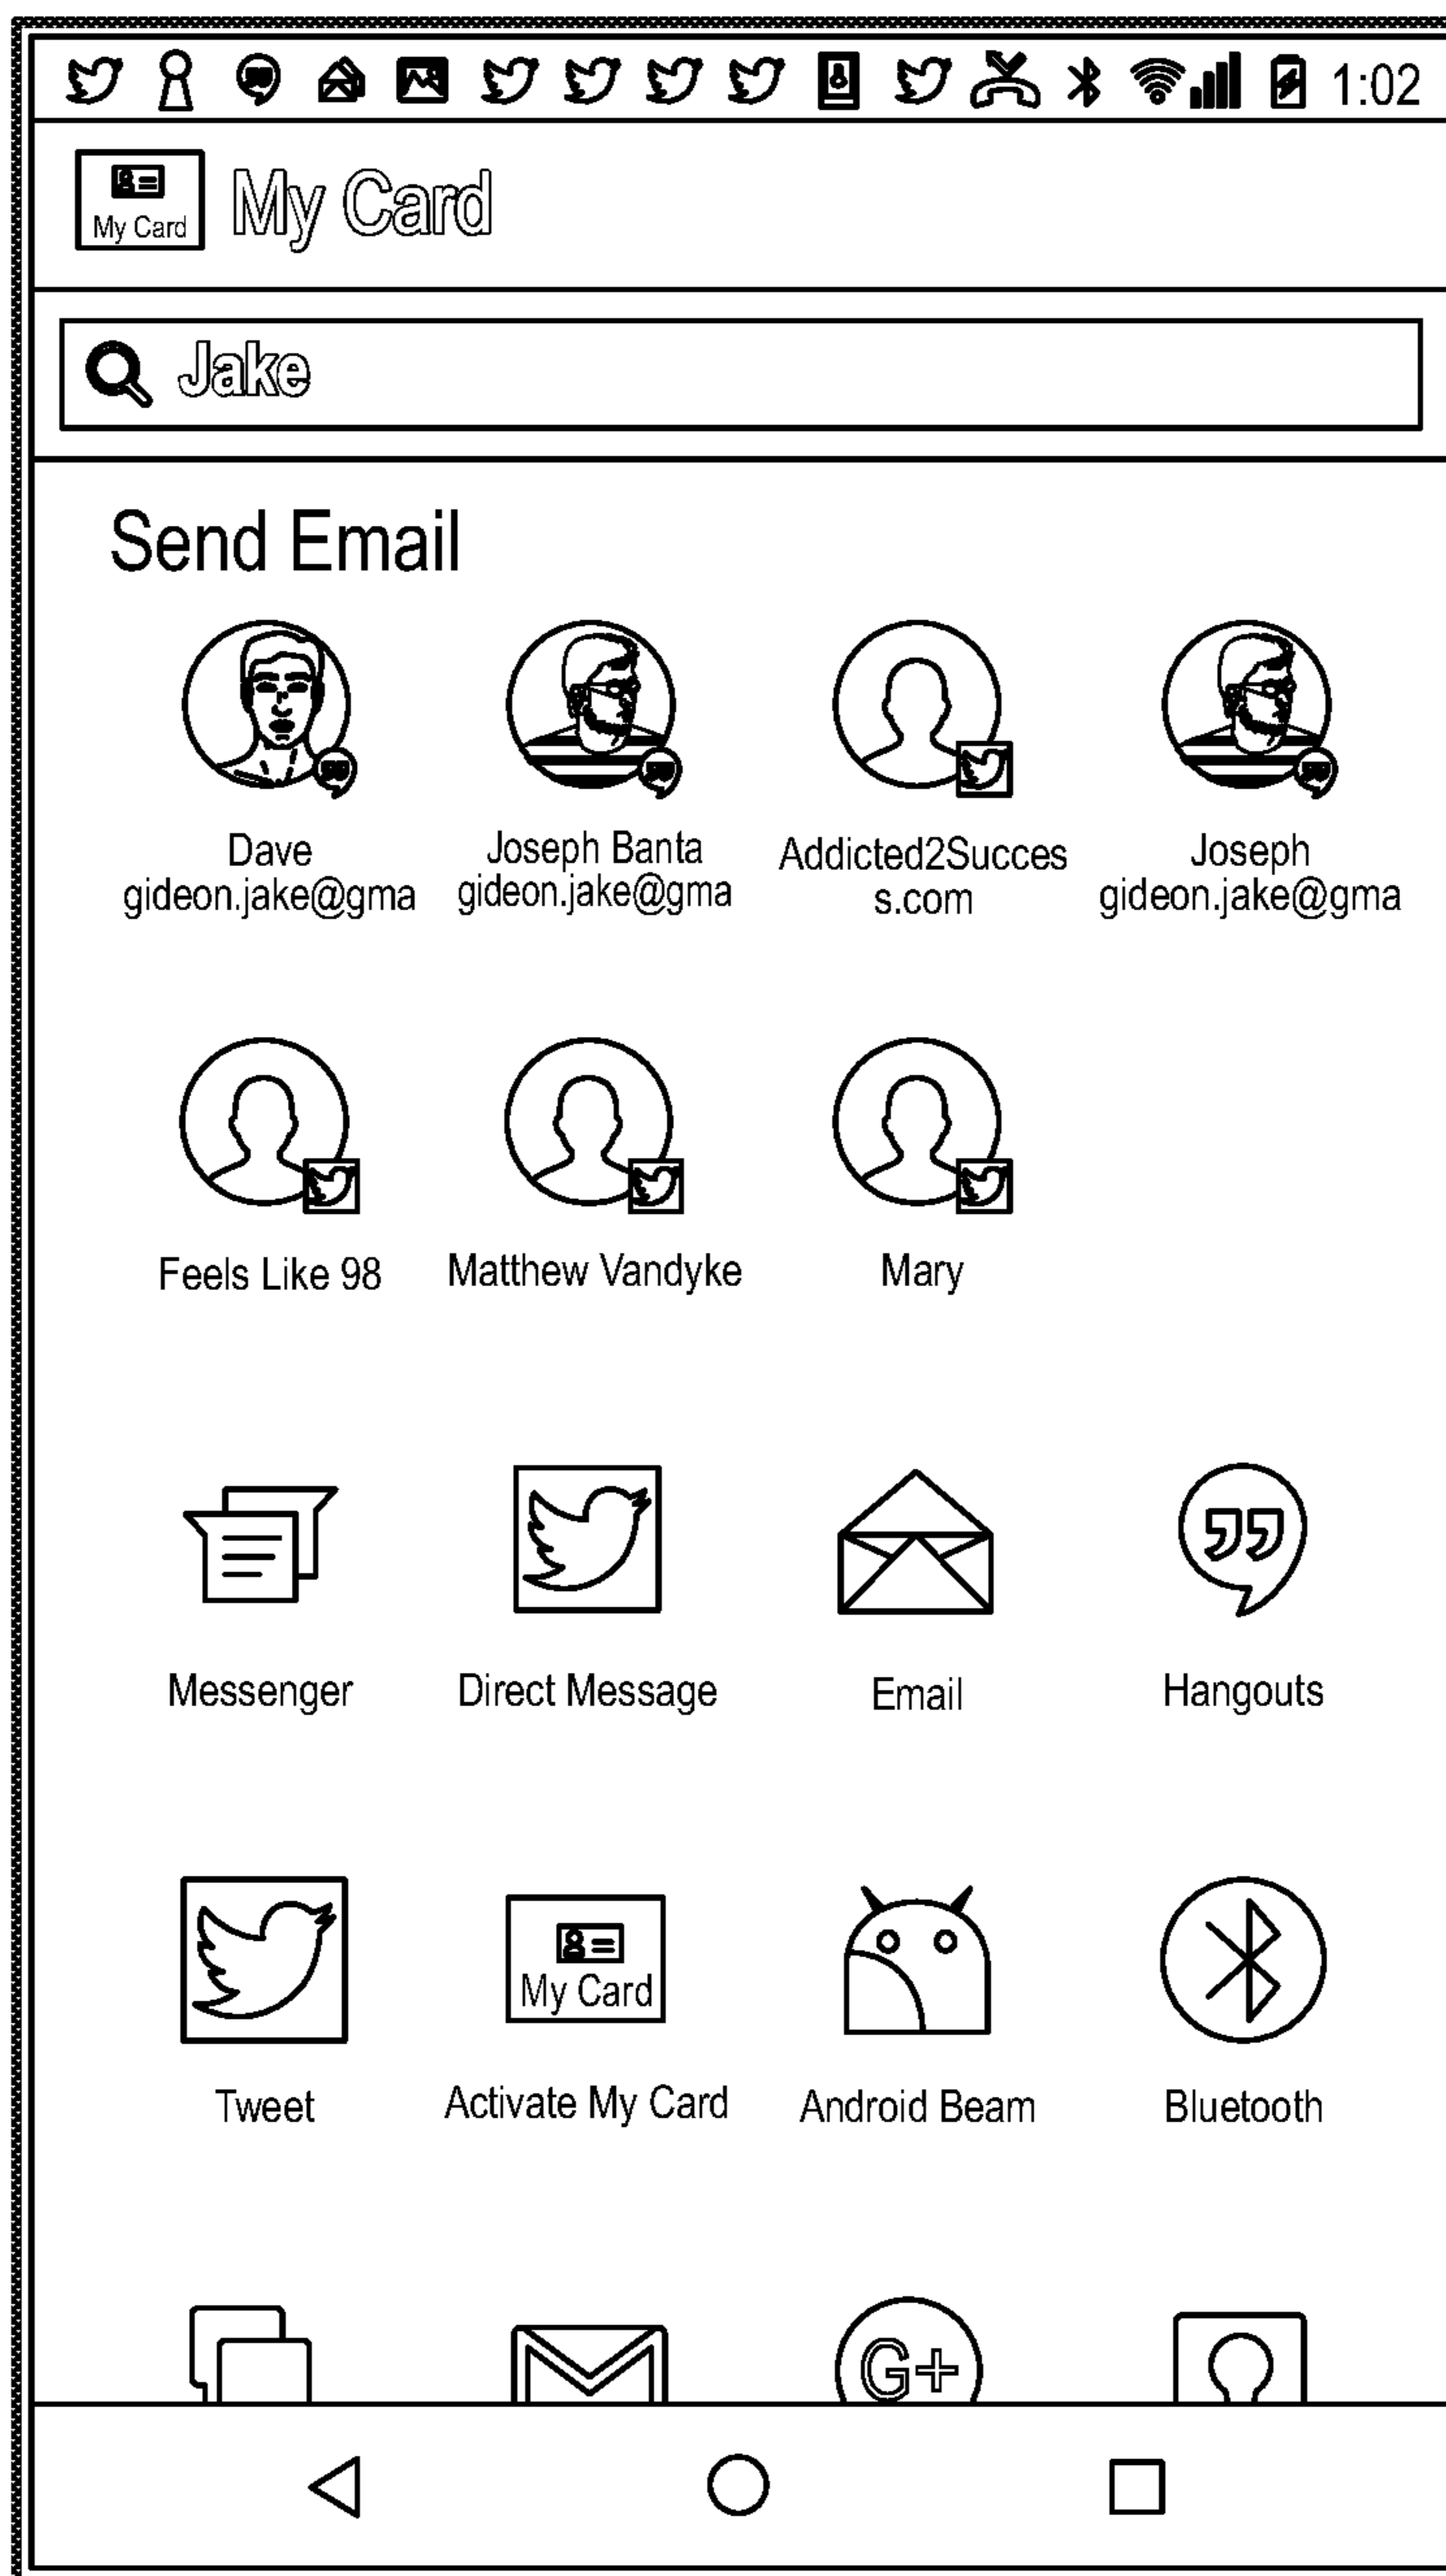 1:02
My Card
My Card
Jake
Send Email
Dave
gideon.jake@gma
Joseph Banta
gideon.jake@gma
Addicted2Succes
s.com
Joseph
gideon.jake@gma
Feels Like 98
Matthew Vandyke
Mary
Messenger
Direct Message
Email
Hangouts
My Card
Tweet
Activate My Card
Android Beam
Bluetooth
G+